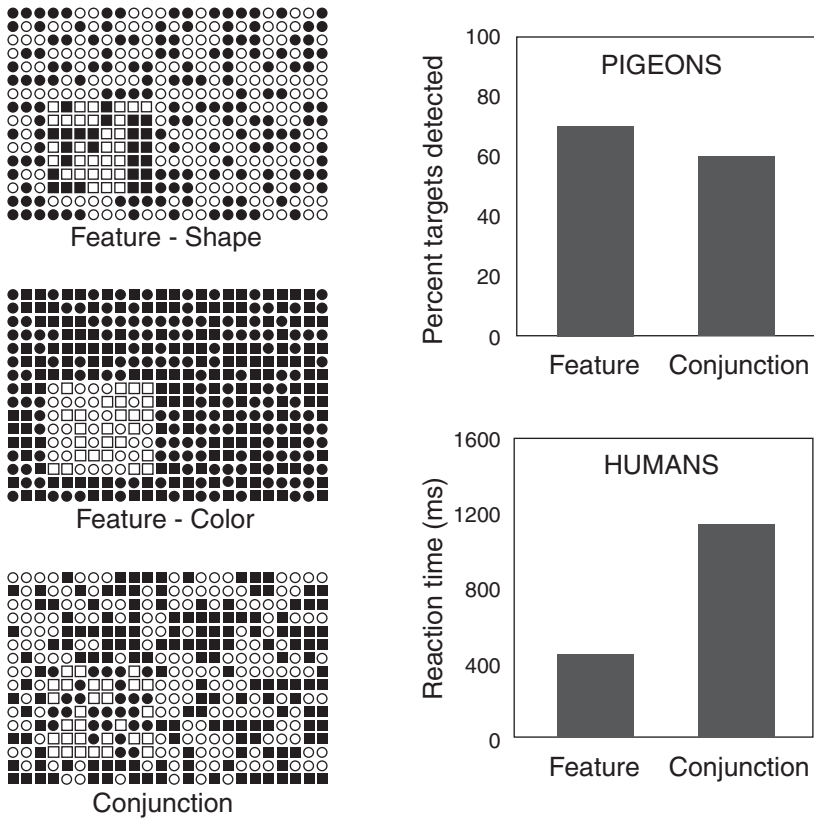 Feature - Shape
Feature - Color
Conjunction
PIGEONS
Percent targets detected
100
80
60
40
20
0
Feature Conjunction
HUMANS
Reaction time (ms)
1600
1200
800
400
0
Feature Conjunction